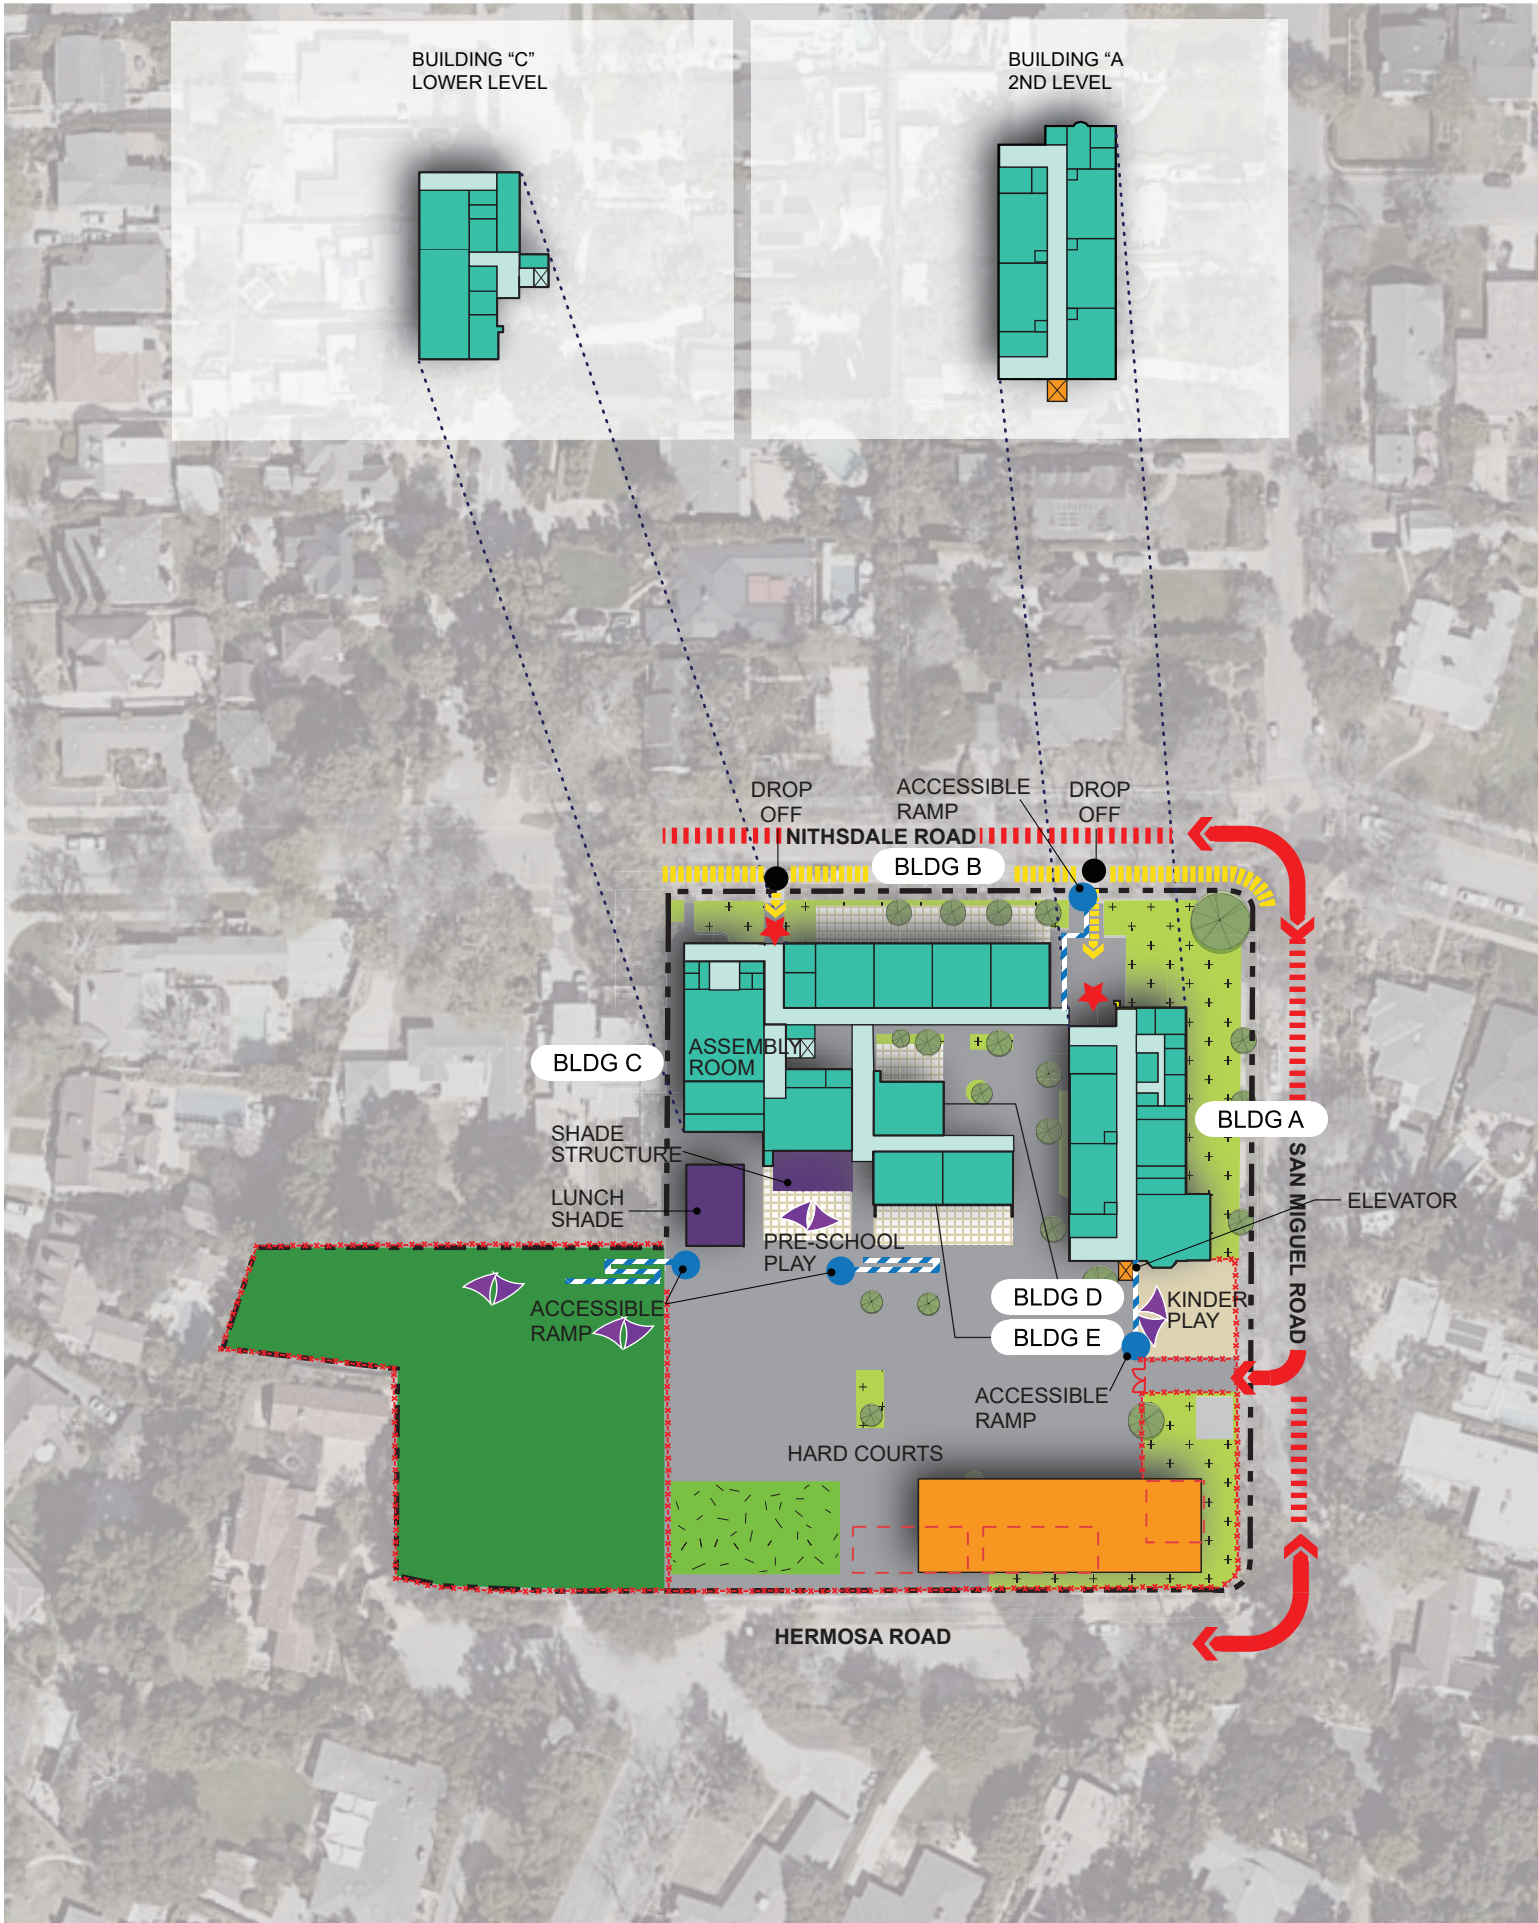 BUILDING “C”
LOWER LEVEL
BUILDING “A
2ND LEVEL
DROP
OFF
ACCESSIBLE
RAMP
DROP
OFF
NITHSDALE ROAD
BLDG B
ASSEMBLY
ROOM
BLDG C
BLDG A
SHADE
STRUCTURE
LUNCH
SHADE
SAN MIGUEL ROAD
ELEVATOR
PRE-SCHOOL
PLAY
ACCESSIBLE
RAMP
BLDG D
KINDER
PLAY
BLDG E
ACCESSIBLE
RAMP
HARD COURTS
HERMOSA ROAD